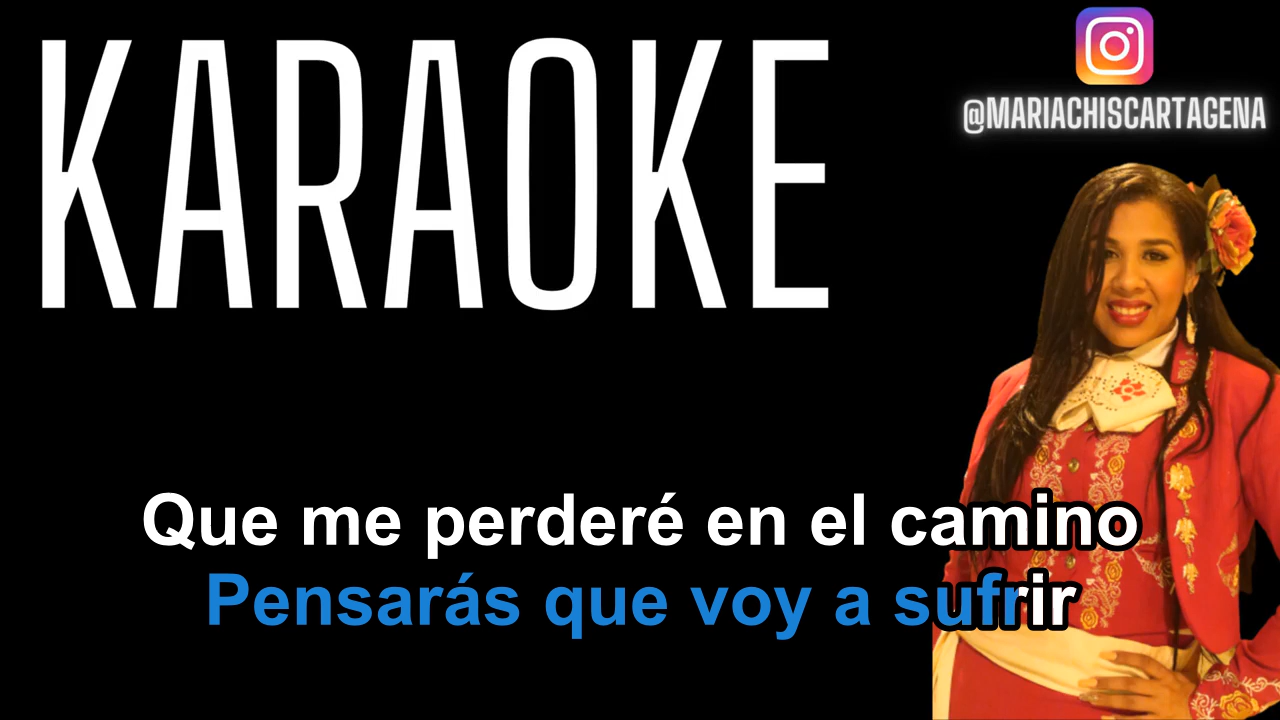 KARAOKE
@MARIACHISCARTAGENA
Que me perderé en el camino
Pensarás que voy a sufrir